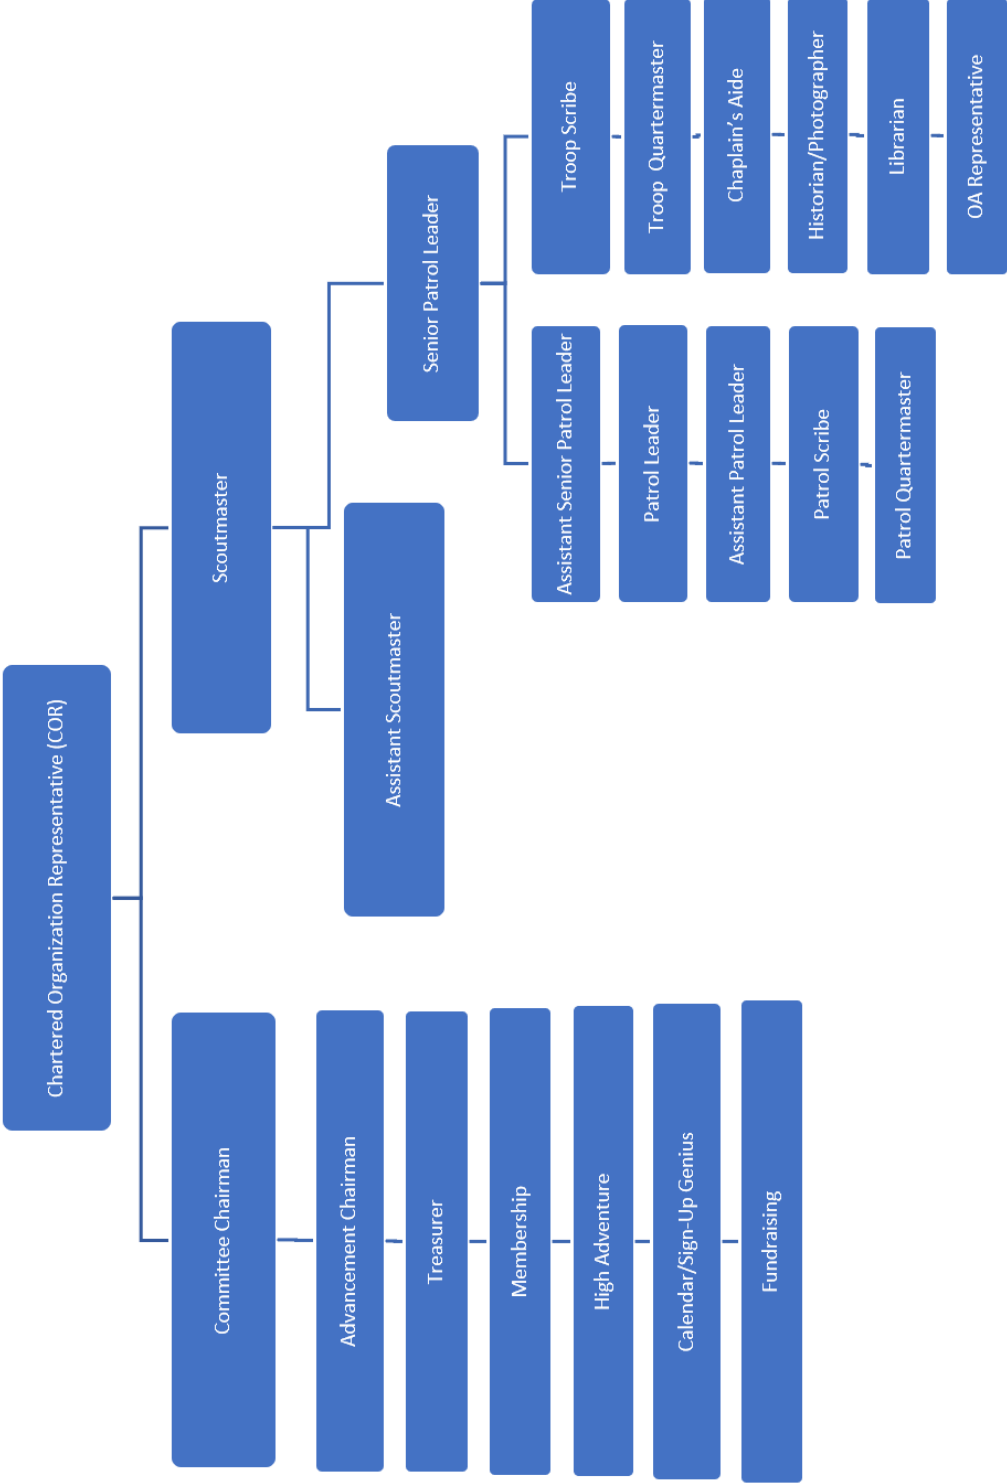 Chartered Organization Representative (COR)
Committee Chairman
Advancement Chairman
Treasurer
Membership
High Adventure
Calendar/Sign-Up Genius
Fundraising
Scoutmaster
Assistant Scoutmaster
Senior Patrol Leader
Assistant Senior Patrol Leader
Patrol Leader
Assistant Patrol Leader
Patrol Scribe
Patrol Quartermaster
Troop Scribe
Troop Quartermaster
Chaplain's Aide
Historian/Photographer
Librarian
OA Representative